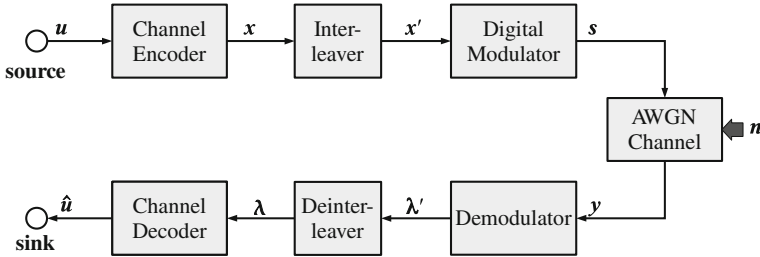 u
Channel
Encoder
x
Inter-
leaver
x′
Digital
Modulator
s
source
AWGN
Channel
n
û
Channel
Decoder
λ
Deinter-
leaver
λ′
Demodulator
y
sink